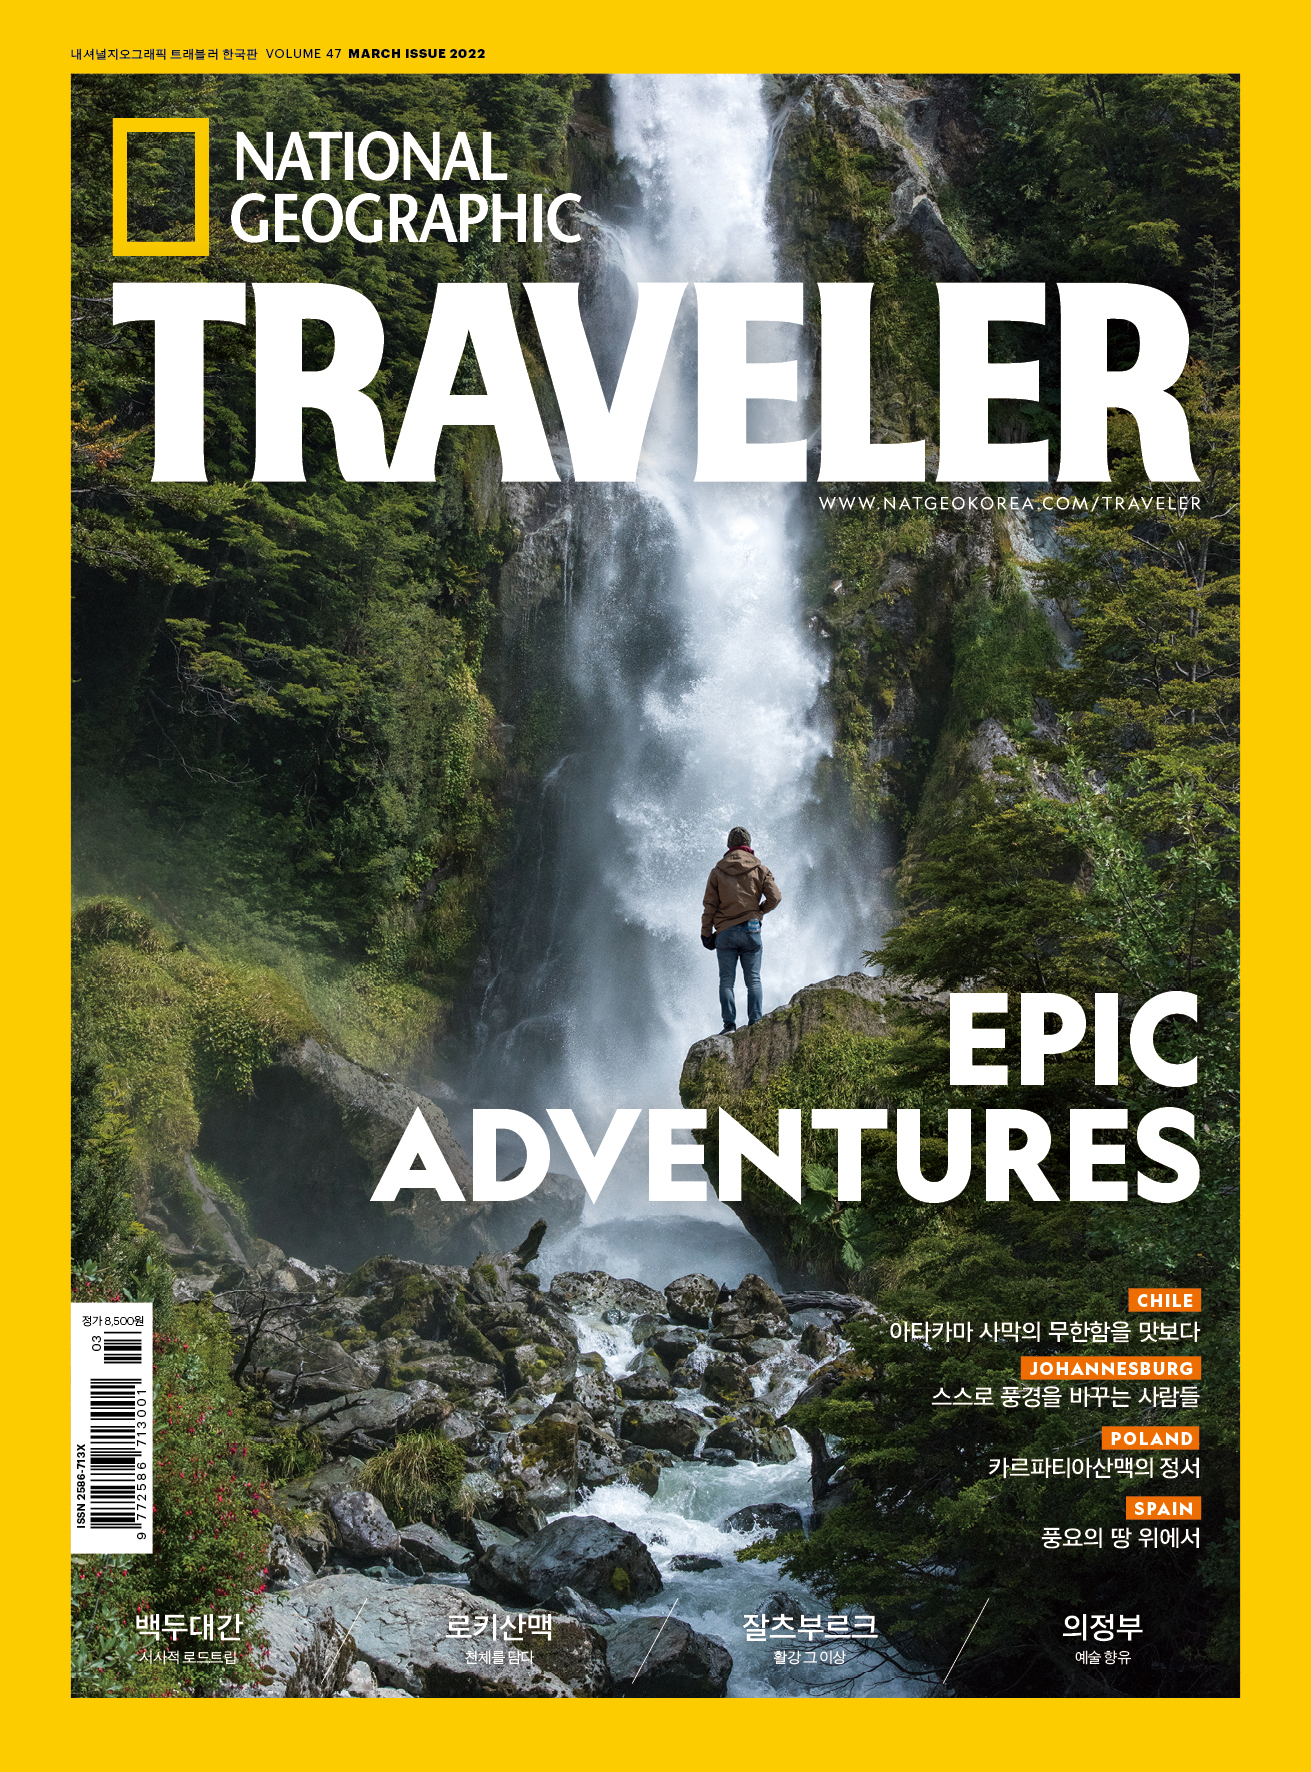 내셔널지오그래픽 트래블러 한국판 VOLUME 47 MARCH ISSUE 2022
NATIONAL
GEOGRAPHIC
TRAVELER
WWW.NATGEOKOREA.COM/TRAVELER
EPIC
ADVENTURES
CHILE
아타카마 사막의 무한함을 맛보다
JOHANNESBURG
스스로 풍경을 바꾸는 사람들
POLAND
카르파티아산맥의 정서
SPAIN
풍요의 땅 위에서
정가 8,500원
03
ISSN 2586-713X
9 772586 713001
백두대간
서사적 로드트립
로키산맥
천체를 담다
잘츠부르크
활강 그 이상
의정부
예술 향유